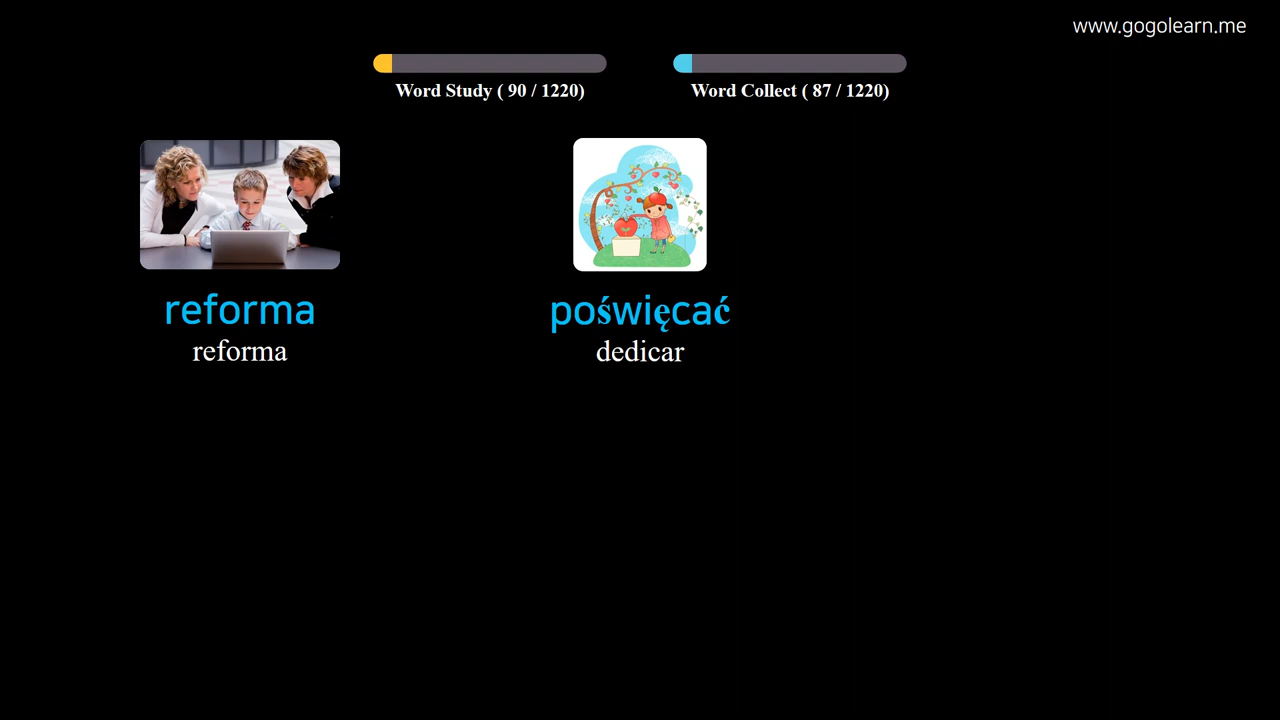 www.gogolearn.me
Word Study ( 90 / 1220)
Word Collect ( 87 / 1220)
reforma
reforma
poświęcać
dedicar